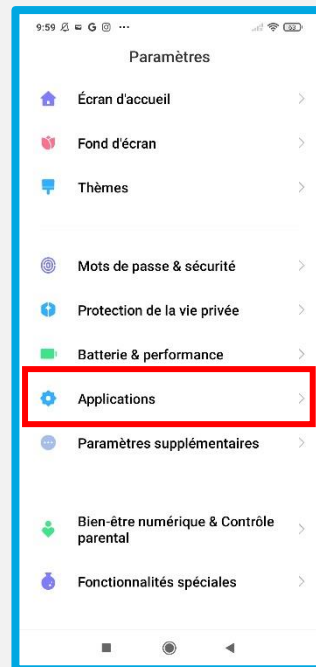 9:59
Paramètres
Écran d'accueil
Fond d'écran
Thèmes
Mots de passe & sécurité
Protection de la vie privée
Batterie & performance
Applications
Paramètres supplémentaires
Bien-être numérique & Contrôle
parental
Fonctionnalités spéciales